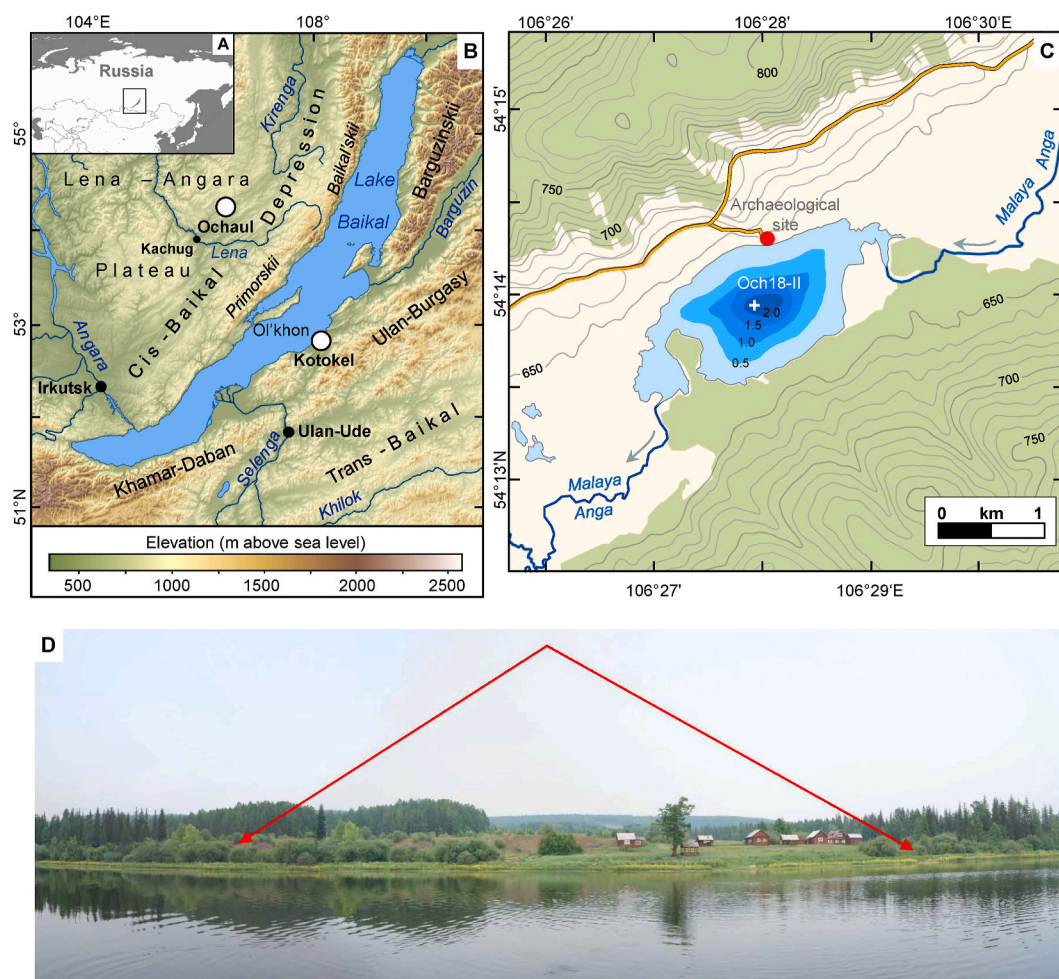 104°E
108°
A
Russia
B
55°
53°
51°N
Kirenga
Lena – Angara
Plateau
Depression
Cis - Baikal
Baikal'skii
Primorskii
Barguzinskii
Barguzin
Lake
Baikal
Ochaul
Kachug
Lena
Angara
Ol'khon
Kotokel
Ulan-Burgasy
Irkutsk
Ulan-Ude
Selenga
Khamar-Daban
Trans - Baikal
Khilok
Elevation (m above sea level)
500
1000
1500
2000
2500
106°26'
106°28'
106°30'
C
54°15'
54°14'
54°13'N
800
750
700
650
Archaeological
site
Malaya Anga
Och18-II
2.0
1.5
1.0
0.5
650
700
750
Malaya
Anga
0 km 1
106°27'
106°29'E
D